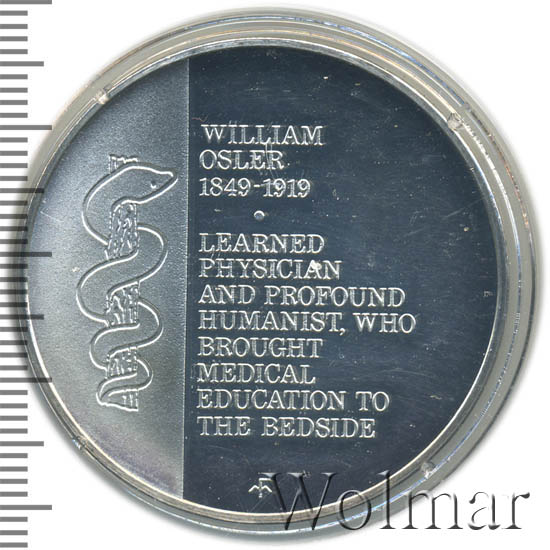 WILLIAM
OSLER
1849-1919
•
LEARNED
PHYSICIAN
AND PROFOUND
HUMANIST, WHO
BROUGHT
MEDICAL
EDUCATION TO
THE BEDSIDE
Wolmar